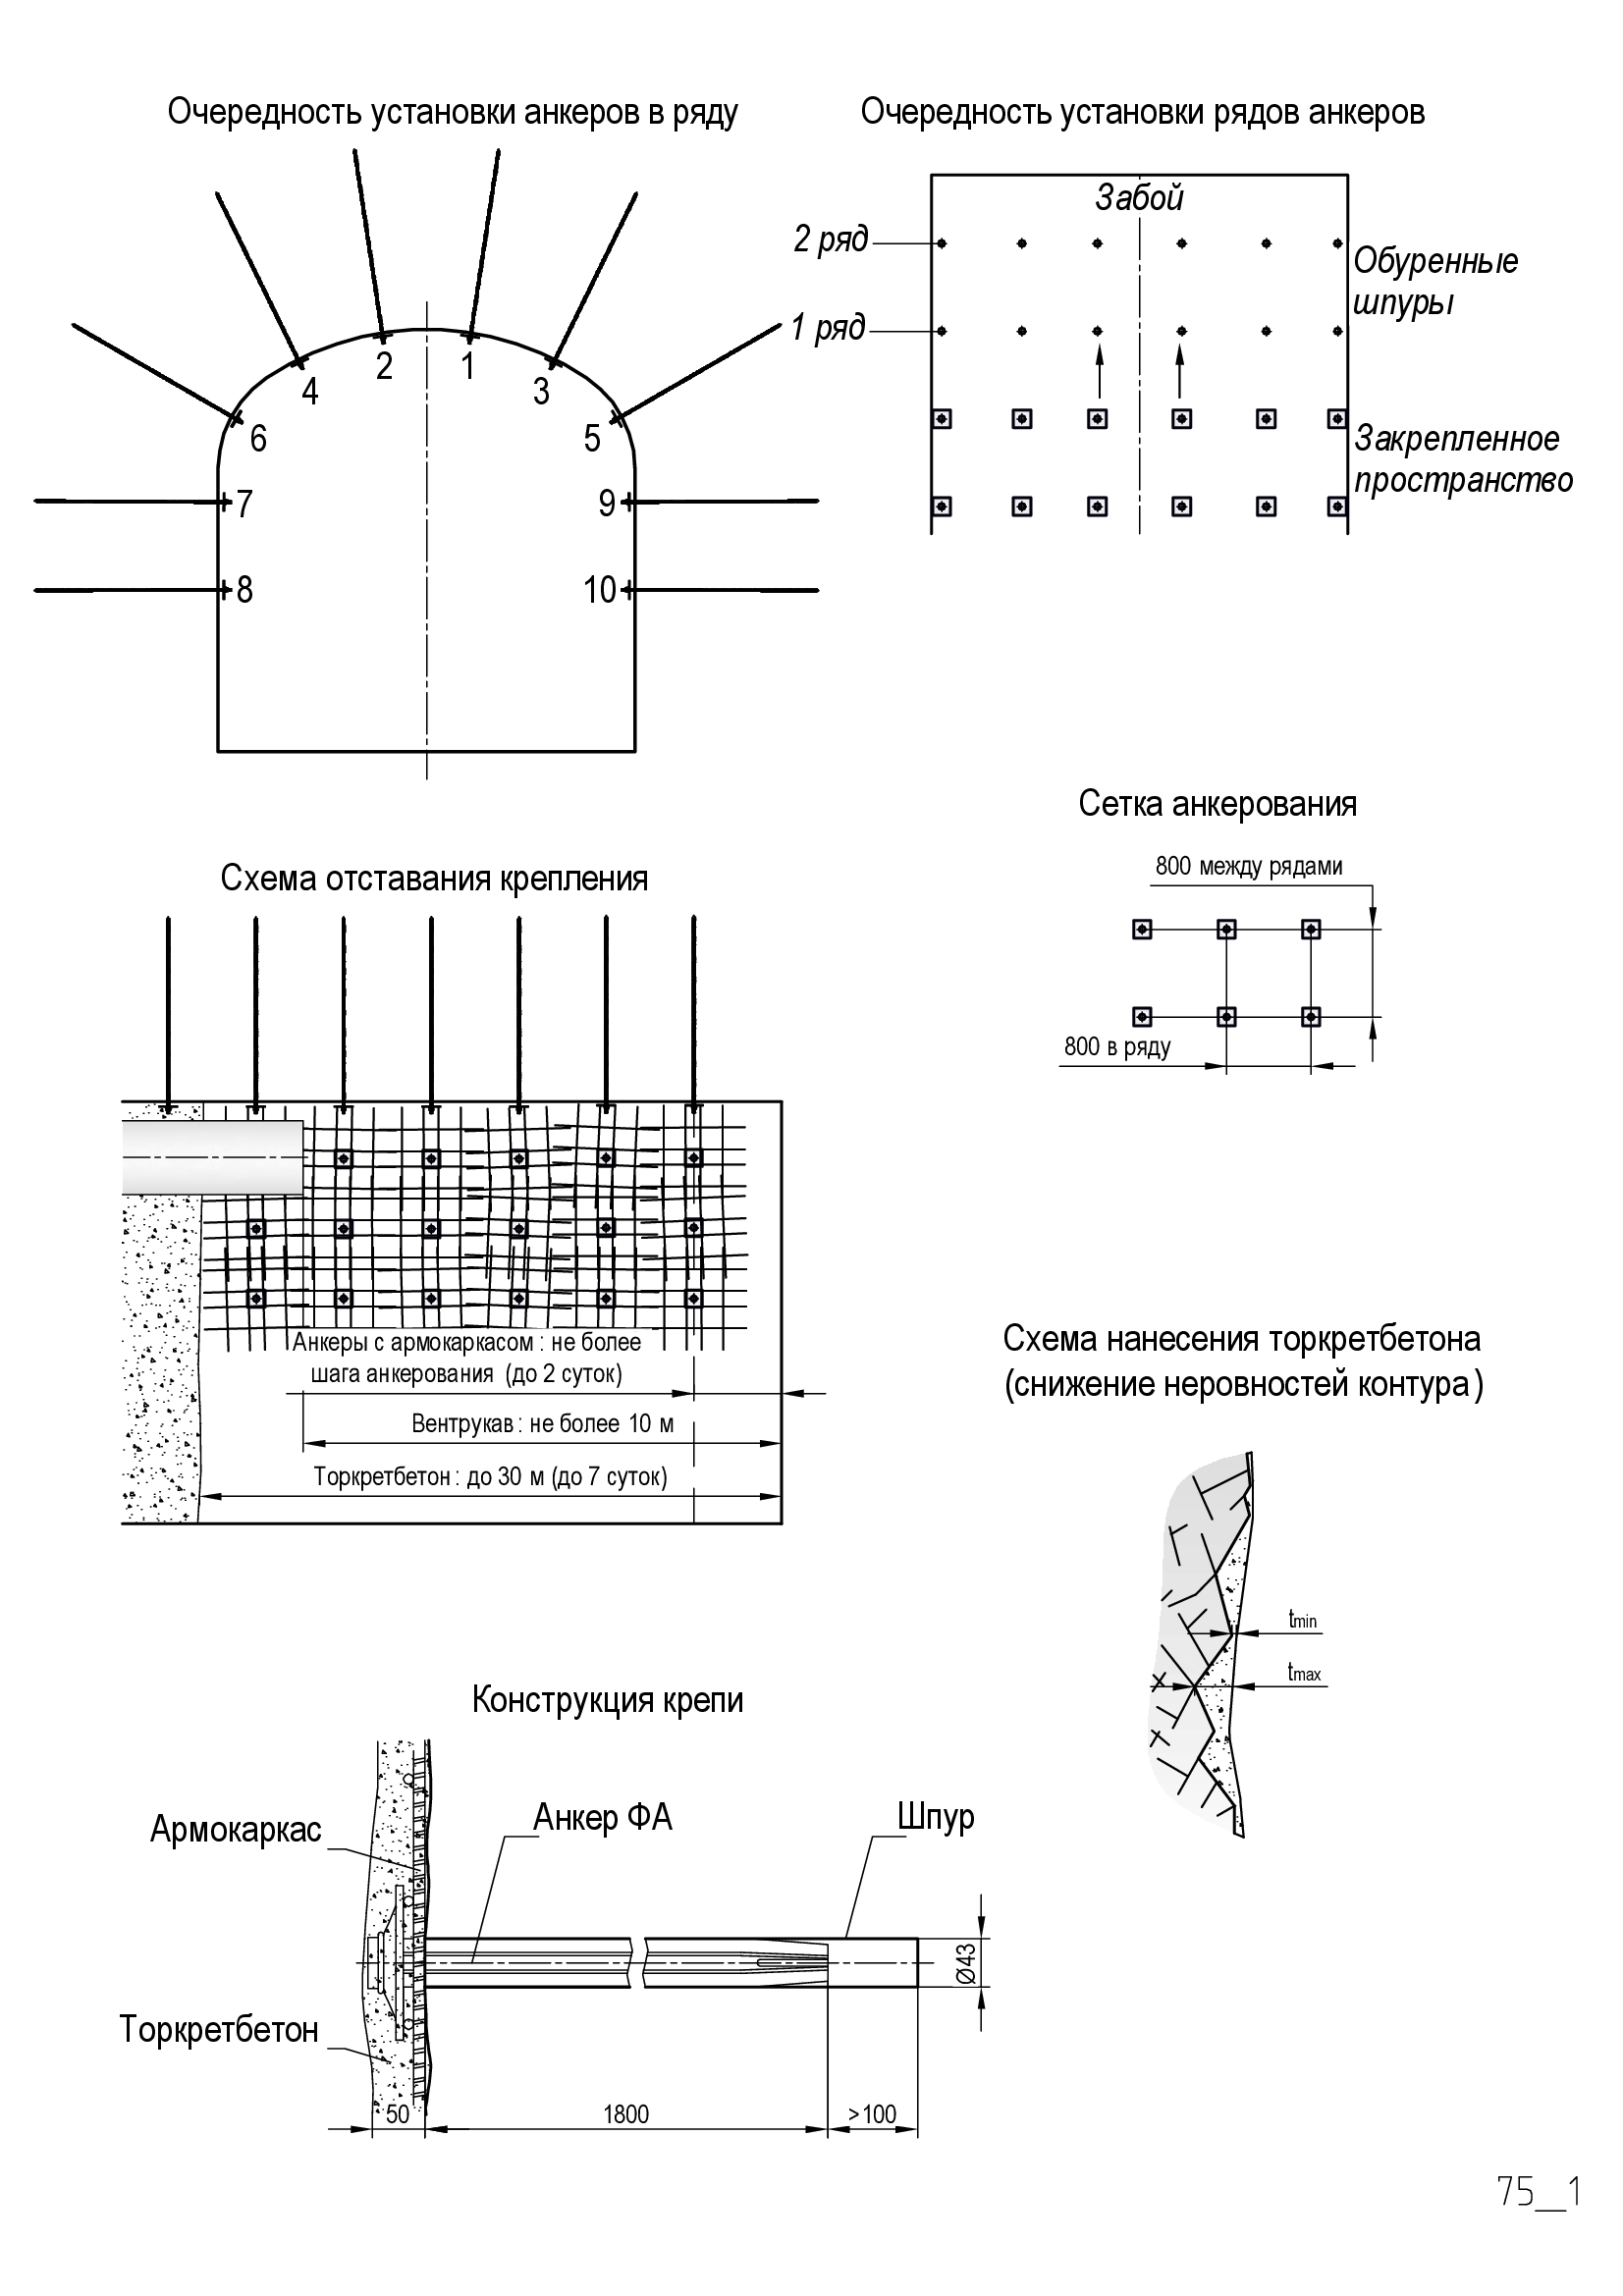 Очередность установки анкеров в ряду
2
1
4
3
6
5
7
9
8
10
Очередность установки рядов анкеров
Забой
2 ряд
Обуренные
шпуры
1 ряд
Закрепленное
пространство
Сетка анкерования
800 между рядами
800 в ряду
Схема отставания крепления
Анкеры с армокаркасом : не более
шага анкерования (до 2 суток)
Вентрукав : не более 10 м
Торкретбетон : до 30 м (до 7 суток)
Схема нанесения торкретбетона
(снижение неровностей контура)
tmin
tmax
Конструкция крепи
Армокаркас
Анкер ФА
Шпур
Ø43
Торкретбетон
50
1800
>100
75__1